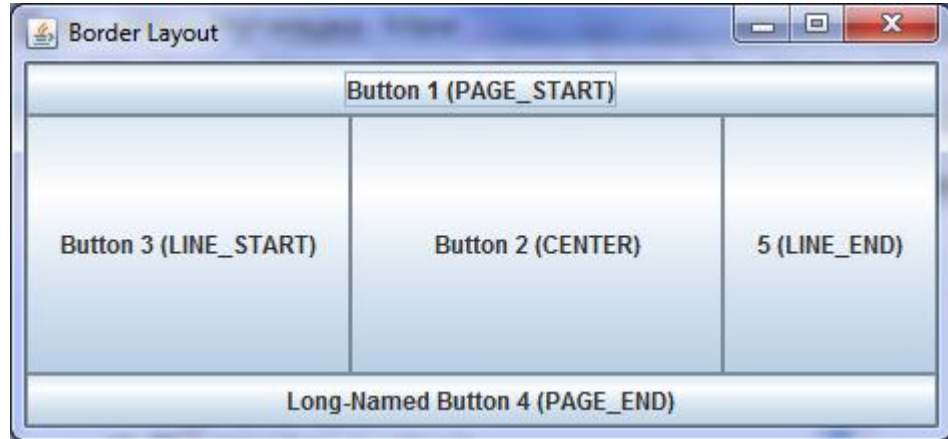 Border Layout
Button 1 (PAGE_START)
Button 3 (LINE_START)
Button 2 (CENTER)
5 (LINE_END)
Long-Named Button 4 (PAGE_END)